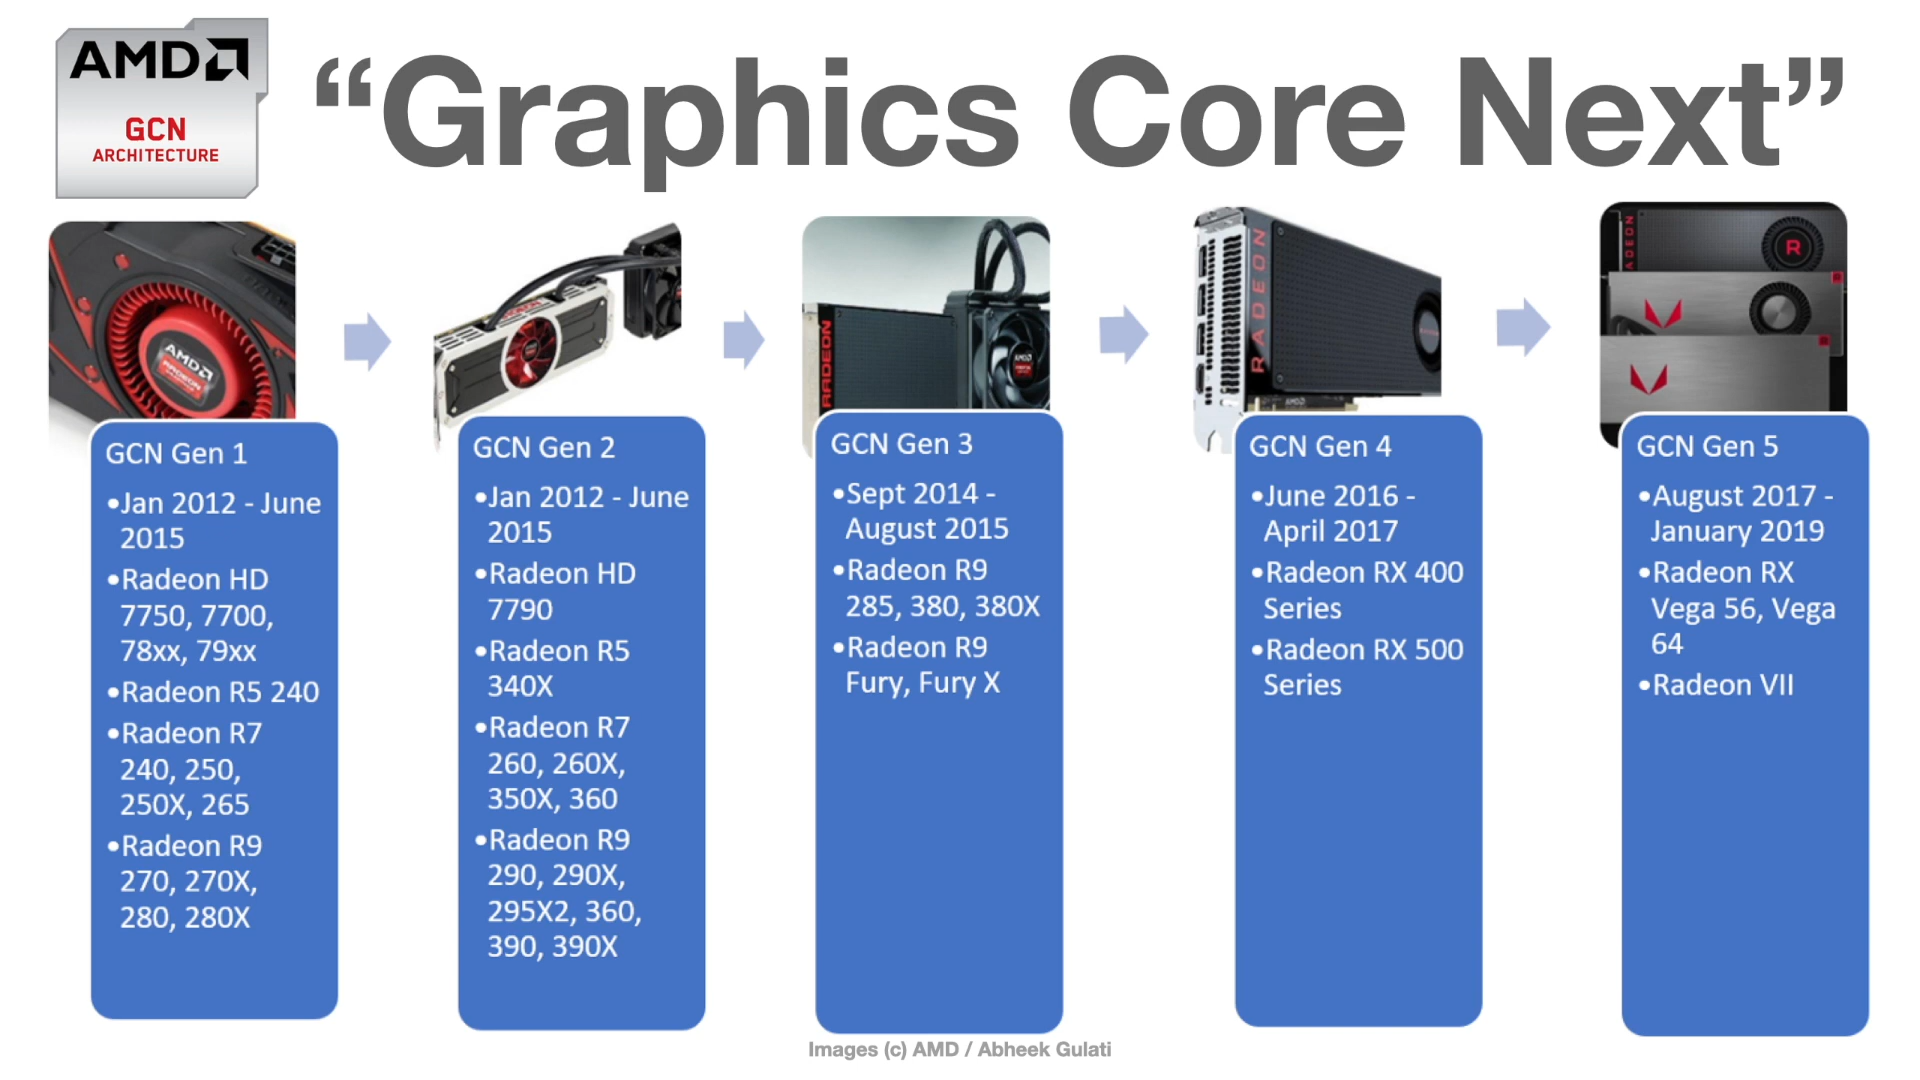 AMD
GCN
ARCHITECTURE
“Graphics Core Next”
AMD
RADEON
GCN Gen 1
•Jan 2012 - June
2015
•Radeon HD
7750, 7700,
78xx, 79xx
•Radeon R5 240
•Radeon R7
240, 250,
250X, 265
•Radeon R9
270, 270X,
280, 280X
GCN Gen 2
•Jan 2012 - June
2015
•Radeon HD
7790
•Radeon R5
340X
•Radeon R7
260, 260X,
350X, 360
•Radeon R9
290, 290X,
295X2, 360,
390, 390X
RADEON
AMD
GCN Gen 3
•Sept 2014 -
August 2015
•Radeon R9
285, 380, 380X
•Radeon R9
Fury, Fury X
RADEON
AMD
GCN Gen 4
•June 2016 -
April 2017
•Radeon RX 400
Series
•Radeon RX 500
Series
ADEON
R
GCN Gen 5
•August 2017 -
January 2019
•Radeon RX
Vega 56, Vega
64
•Radeon VII
Images (c) AMD / Abheek Gulati